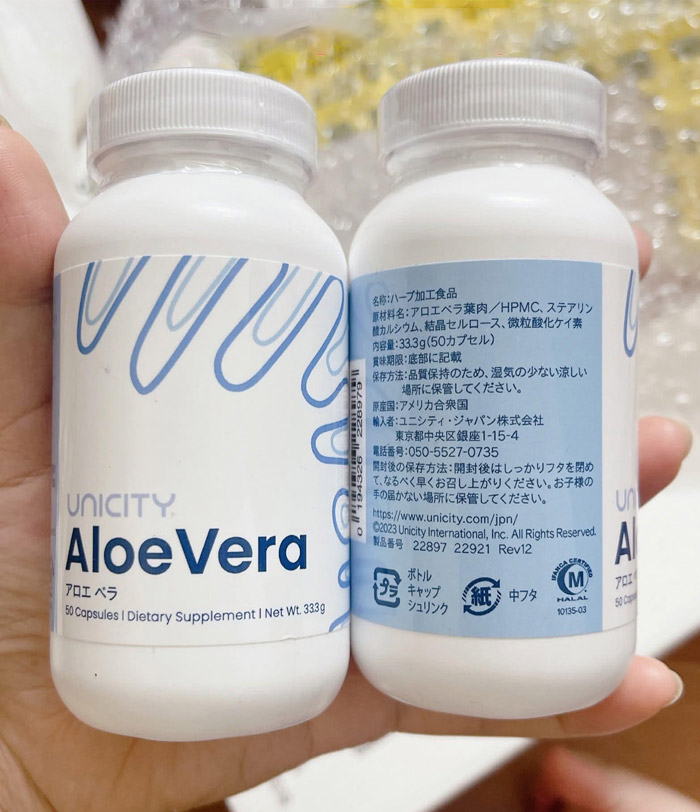 UNICITY
AloeVera
アロエ ベラ
50 Capsules | Dietary Supplement | Net Wt. 33.3g
名称:ハーブ加工食品
原材料名:アロエベラ葉肉/HPMC、ステアリン
酸カルシウム、結晶セルロース、微粒酸化ケイ素
内容量:33.3g(50カプセル)
賞味期限:底部に記載
保存方法:品質保持のため、湿気の少ない涼しい
場所に保管してください。
原産国:アメリカ合衆国
輸入者:ユニシティ・ジャパン株式会社
東京都中央区銀座1-15-4
電話番号:050-5527-0735
開封後の保存方法:開封後はしっかりフタを閉め
て、なるべく早くお召し上がりください。お子様の
手の届かない場所に保管してください。
https://www.unicity.com/jpn/
©2023 Unicity International, Inc. All Rights Reserved.
製品番号 22897 22921 Rev12
プラ
ボトル
キャップ
シュリンク
紙
中フタ
IFANCA CERTIFIED
M
HALAL
10135-03
0 194326 228979
UNI
Al
アロエ
50 Caps